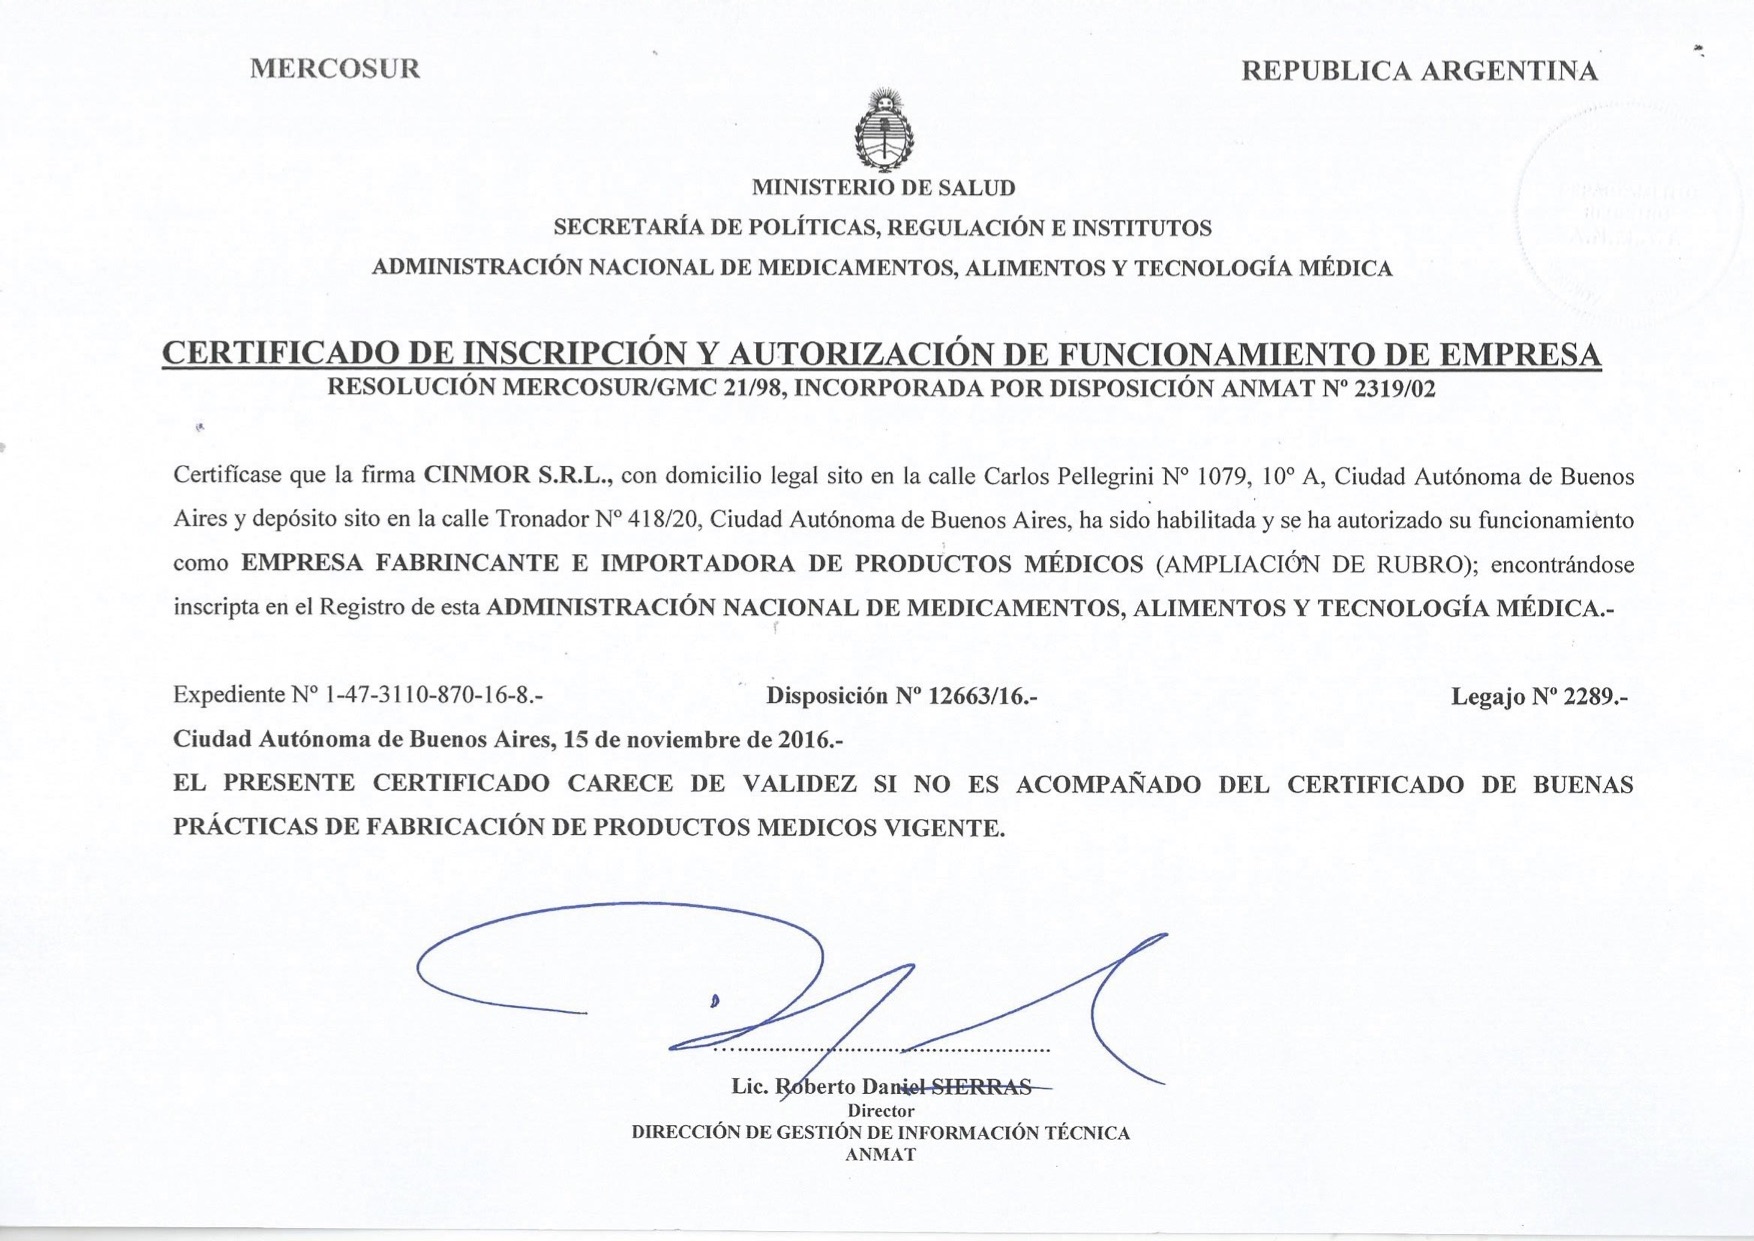 MERCOSUR
REPUBLICA ARGENTINA
MINISTERIO DE SALUD
SECRETARÍA DE POLÍTICAS, REGULACIÓN E INSTITUTOS
ADMINISTRACIÓN NACIONAL DE MEDICAMENTOS, ALIMENTOS Y TECNOLOGÍA MÉDICA
CERTIFICADO DE INSCRIPCIÓN Y AUTORIZACIÓN DE FUNCIONAMIENTO DE EMPRESA
RESOLUCIÓN MERCOSUR/GMC 21/98, INCORPORADA POR DISPOSICIÓN ANMAT Nº 2319/02
Certifícase que la firma CINMOR S.R.L., con domicilio legal sito en la calle Carlos Pellegrini Nº 1079, 10º A, Ciudad Autónoma de Buenos
Aires y depósito sito en la calle Tronador Nº 418/20, Ciudad Autónoma de Buenos Aires, ha sido habilitada y se ha autorizado su funcionamiento
como EMPRESA FABRINCANTE E IMPORTADORA DE PRODUCTOS MÉDICOS (AMPLIACIÓN DE RUBRO); encontrándose
inscripta en el Registro de esta ADMINISTRACIÓN NACIONAL DE MEDICAMENTOS, ALIMENTOS Y TECNOLOGÍA MÉDICA.-
Expediente Nº 1-47-3110-870-16-8.- Disposición Nº 12663/16.- Legajo Nº 2289.-
Ciudad Autónoma de Buenos Aires, 15 de noviembre de 2016.-
EL PRESENTE CERTIFICADO CARECE DE VALIDEZ SI NO ES ACOMPAÑADO DEL CERTIFICADO DE BUENAS
PRÁCTICAS DE FABRICACIÓN DE PRODUCTOS MEDICOS VIGENTE.
Lic. Roberto Daniel SIERRAS
Director
DIRECCIÓN DE GESTIÓN DE INFORMACIÓN TÉCNICA
ANMAT